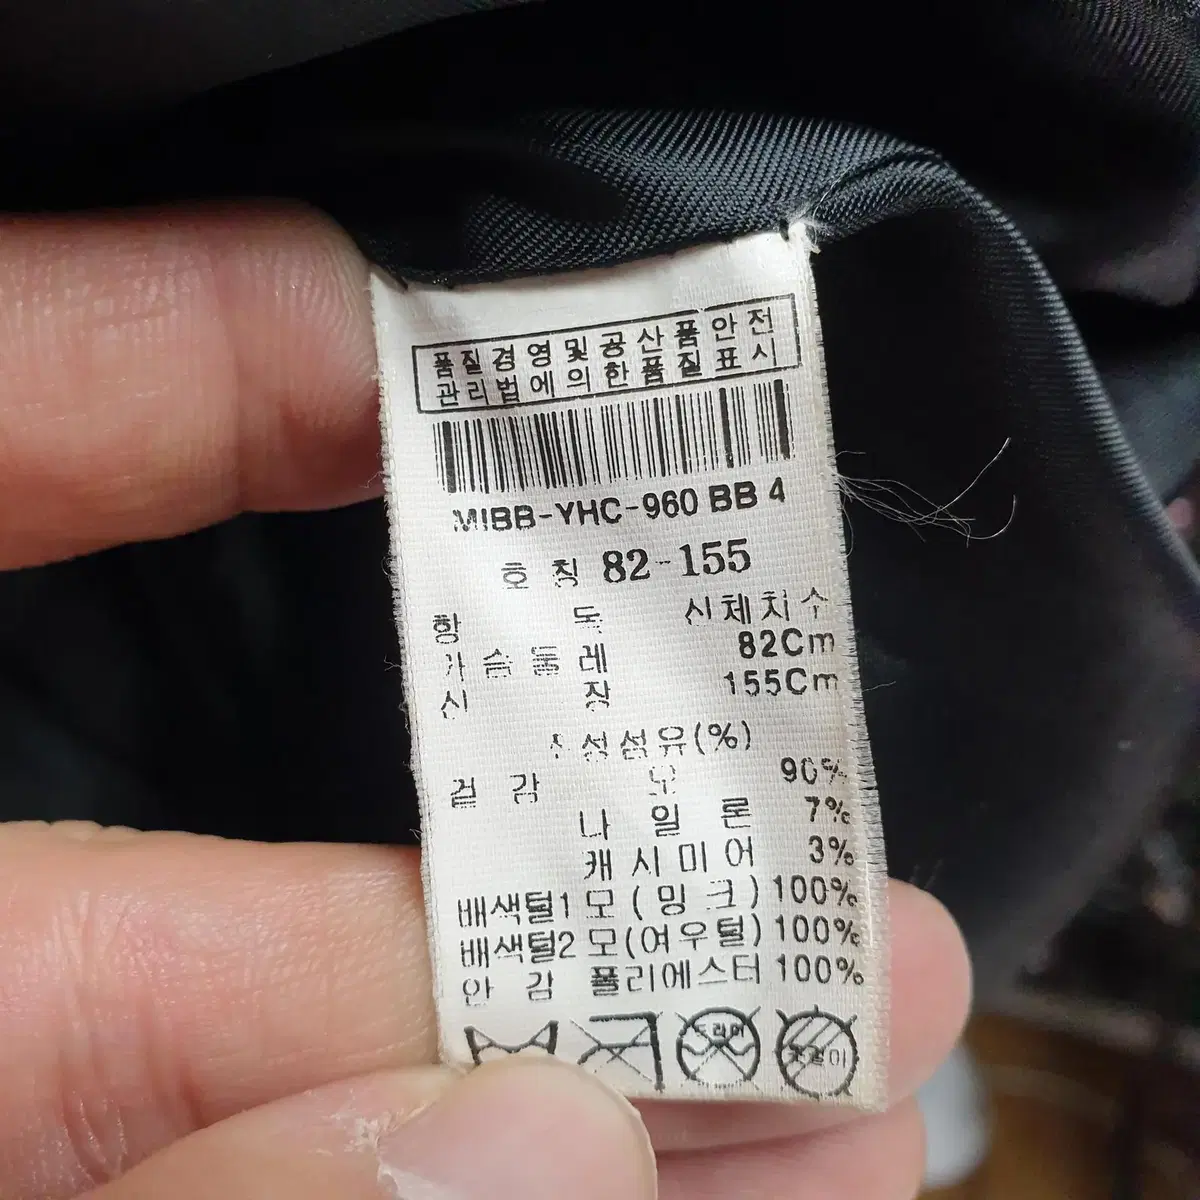 품질경영및공산품안전
관리법에의한품질표시
MIBB-YHC-960 BB 4
호칭 82-155
항 목 신체치수
가슴둘레 82Cm
신 장 155Cm
성섬유(%)
겉 감 모 90%
나일론 7%
캐시미어 3%
배색털1 모(밍크) 100%
배색털2 모(여우털) 100%
안 감 폴리에스터 100%
드라이